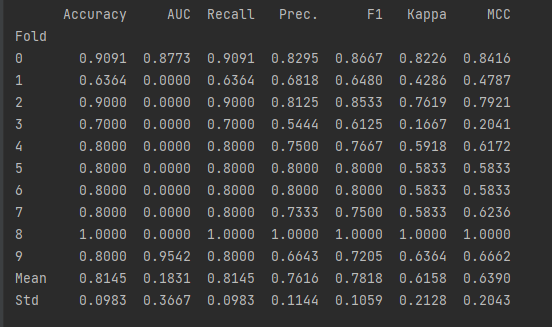 Accuracy AUC Recall Prec. F1 Kappa MCC
Fold
0 0.9091 0.8773 0.9091 0.8295 0.8667 0.8226 0.8416
1 0.6364 0.0000 0.6364 0.6818 0.6480 0.4286 0.4787
2 0.9000 0.0000 0.9000 0.8125 0.8533 0.7619 0.7921
3 0.7000 0.0000 0.7000 0.5444 0.6125 0.1667 0.2041
4 0.8000 0.0000 0.8000 0.7500 0.7667 0.5918 0.6172
5 0.8000 0.0000 0.8000 0.8000 0.8000 0.5833 0.5833
6 0.8000 0.0000 0.8000 0.8000 0.8000 0.5833 0.5833
7 0.8000 0.0000 0.8000 0.7333 0.7500 0.5833 0.6236
8 1.0000 0.0000 1.0000 1.0000 1.0000 1.0000 1.0000
9 0.8000 0.9542 0.8000 0.6643 0.7205 0.6364 0.6662
Mean 0.8145 0.1831 0.8145 0.7616 0.7818 0.6158 0.6390
Std 0.0983 0.3667 0.0983 0.1144 0.1059 0.2128 0.2043